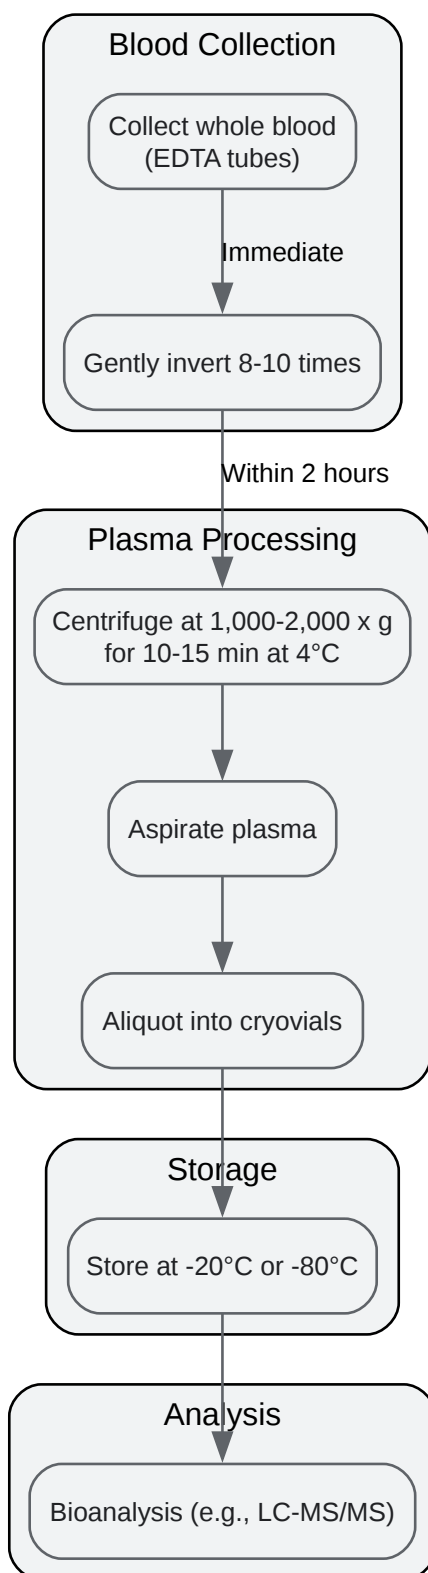 Blood Collection
Collect whole blood
(EDTA tubes)
Immediate
Gently invert 8-10 times
Within 2 hours
Plasma Processing
Centrifuge at 1,000-2,000 x g
for 10-15 min at 4°C
Aspirate plasma
Aliquot into cryovials
Storage
Store at -20°C or -80°C
Analysis
Bioanalysis (e.g., LC-MS/MS)